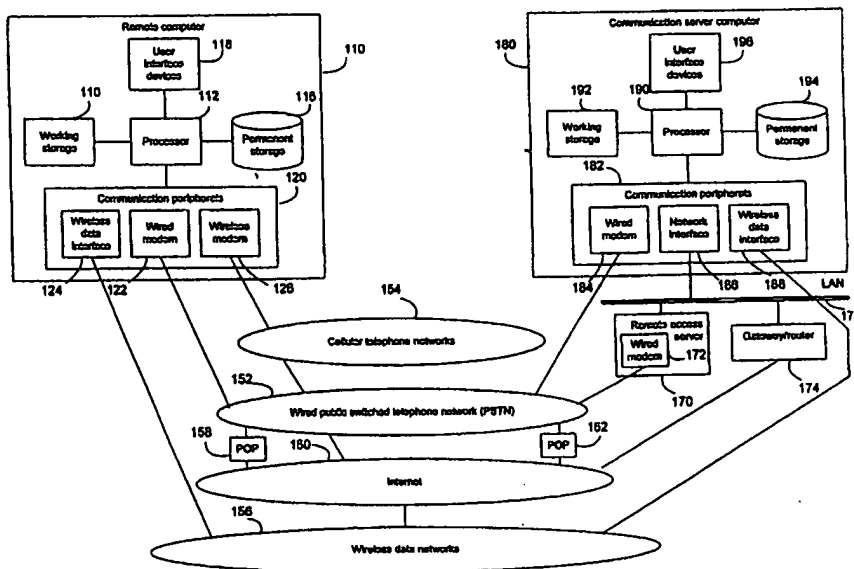 Remote computer
Communication server computer
118
User
interface
devices
110
180
196
User
interface
devices
110
112
116
Working
storage
Processor
Permanent
storage
192
190
194
Working
storage
Processor
Permanent
storage
120
Communication peripherals
182
Communication peripherals
Wireless
data
interface
Wired
modem
Wireless
modem
124
122
126
Wired
modem
Network
interface
Wireless
data
interface
184
186
188
LAN
17
154
Cellular telephone networks
Remote access
server
Wired
modem
172
170
Gateway/router
174
152
Wired public switched telephone network (PSTN)
158
POP
160
162
POP
Internet
156
Wireless data networks